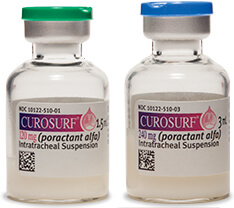 NDC 10122-510-01
CUROSURF® 1.5 mL
120 mg (poractant alfa)
Intratracheal Suspension
NDC 10122-510-03
CUROSURF® 3 mL
240 mg (poractant alfa)
Intratracheal Suspension